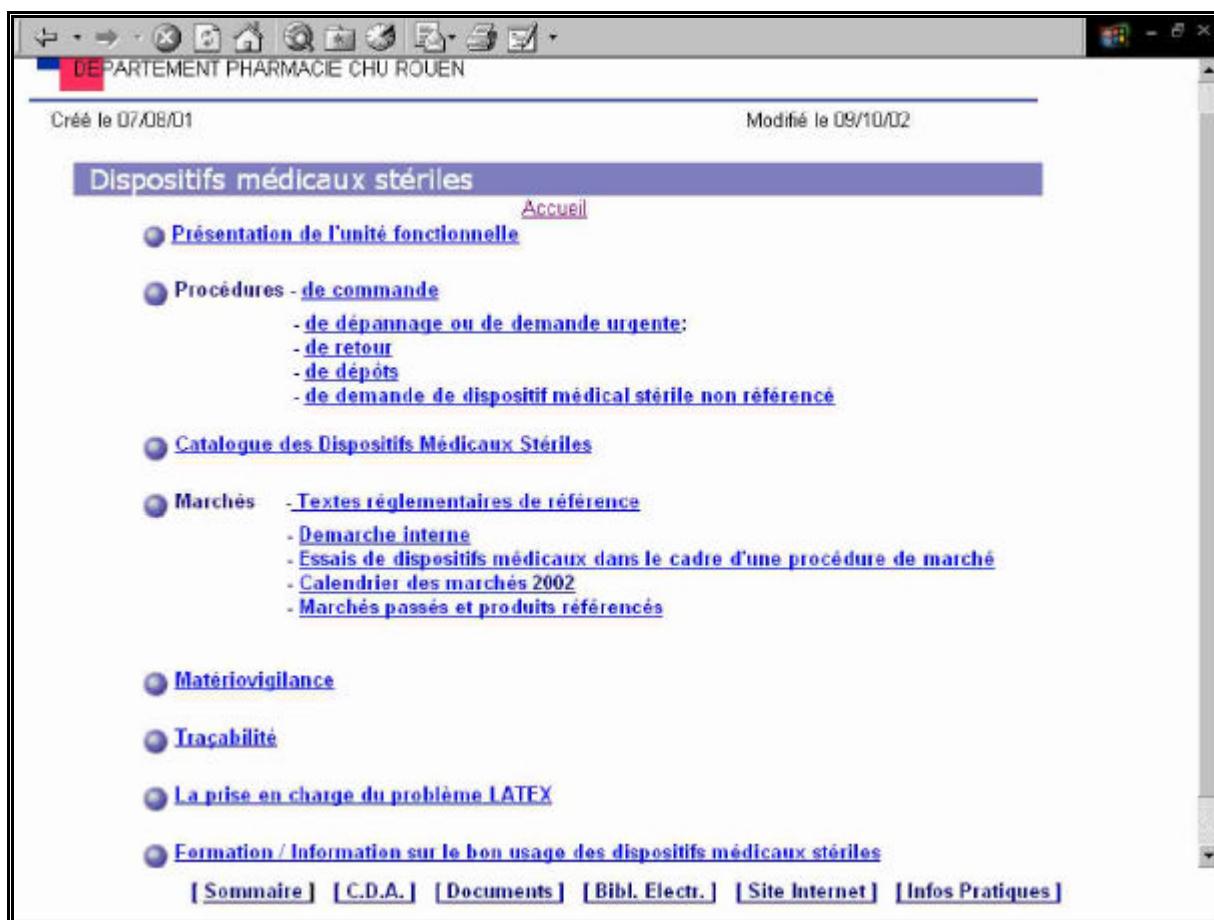 DEPARTEMENT PHARMACIE CHU ROUEN
Créé le 07/08/01 Modifié le 09/10/02
Dispositifs médicaux stériles
Accueil
Présentation de l'unité fonctionnelle
Procédures - de commande
- de dépannage ou de demande urgente:
- de retour
- de dépôts
- de demande de dispositif médical stérile non référencé
Catalogue des Dispositifs Médicaux Stériles
Marchés - Textes réglementaires de référence
- Demarche interne
- Essais de dispositifs médicaux dans le cadre d'une procédure de marché
- Calendrier des marchés 2002
- Marchés passés et produits référencés
Matériovigilance
Traçabilité
La prise en charge du problème LATEX
Formation / Information sur le bon usage des dispositifs médicaux stériles
[ Sommaire ] [ C.D.A. ] [ Documents ] [ Bibl. Electr. ] [ Site Internet ] [ Infos Pratiques ]